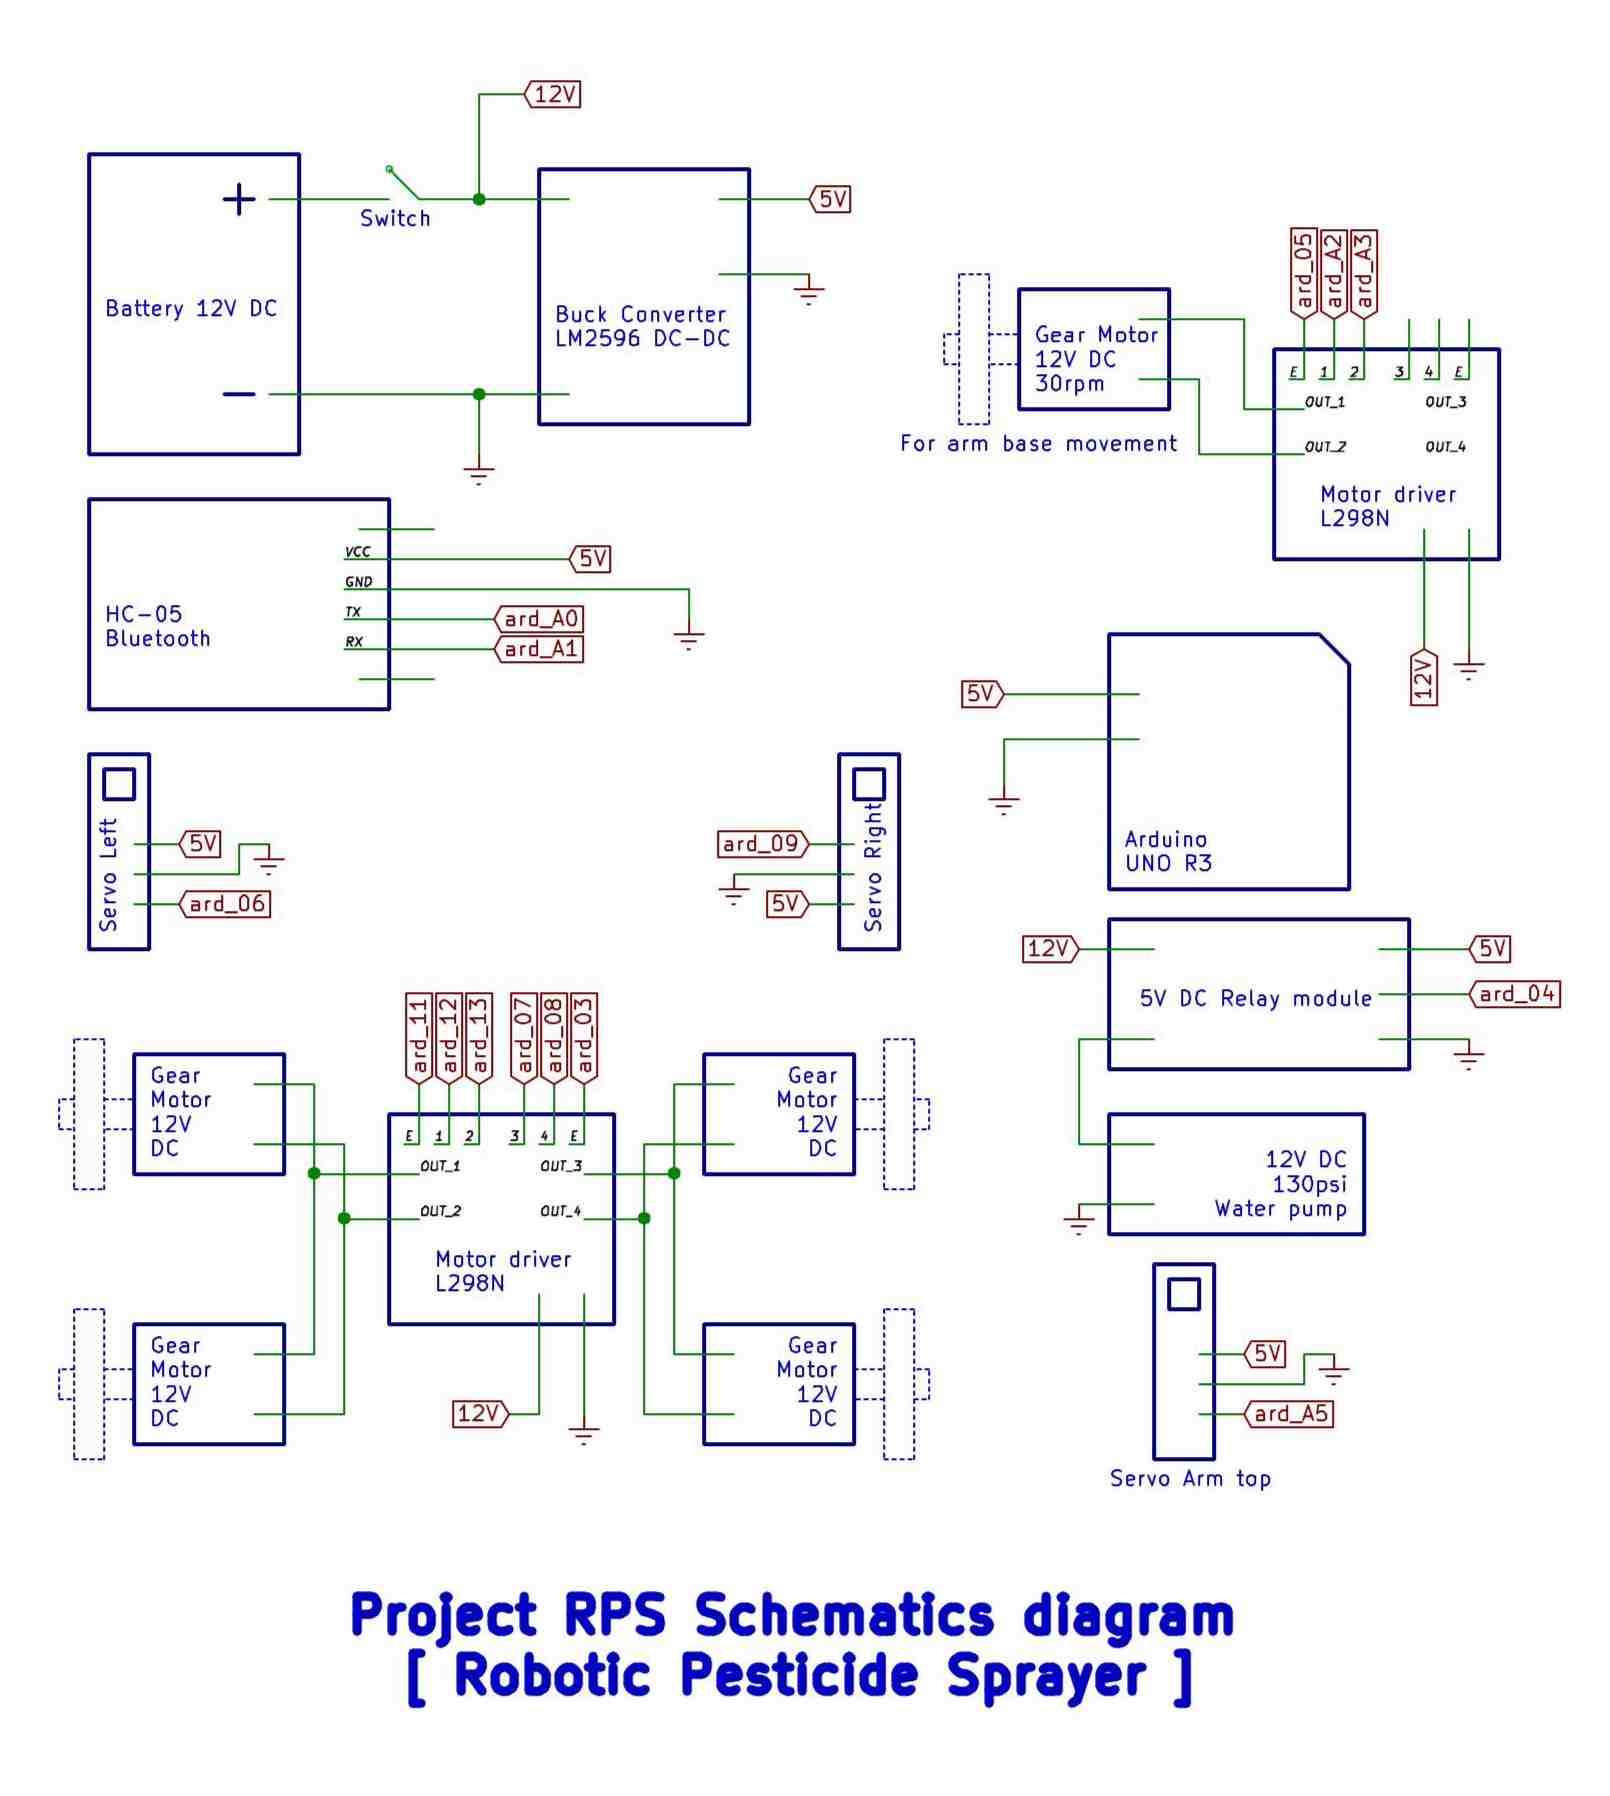 12V
+
Switch
5V
Battery 12V DC
Buck Converter
LM2596 DC-DC
−
ard_05
ard_A2
ard_A3
Gear Motor
12V DC
30rpm
For arm base movement
E 1 2 3 4 E
OUT_1 OUT_3
OUT_2 OUT_4
Motor driver
L298N
12V
VCC
GND
TX
RX
5V
ard_A0
ard_A1
HC-05
Bluetooth
5V
Arduino
UNO R3
Servo Left
5V
ard_06
ard_09
5V
Servo Right
12V
5V
5V DC Relay module
ard_04
ard_11
ard_12
ard_13
ard_07
ard_08
ard_03
Gear
Motor
12V
DC
E 1 2 3 4 E
OUT_1 OUT_3
OUT_2 OUT_4
Motor driver
L298N
Gear
Motor
12V
DC
12V DC
130psi
Water pump
Gear
Motor
12V
DC
12V
Gear
Motor
12V
DC
5V
ard_A5
Servo Arm top
Project RPS Schematics diagram
[ Robotic Pesticide Sprayer ]